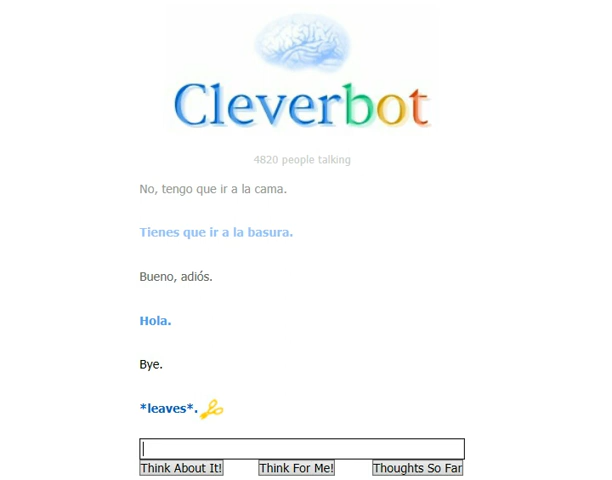 Cleverbot
4820 people talking
No, tengo que ir a la cama.
Tienes que ir a la basura.
Bueno, adiós.
Hola.
Bye.
*leaves*.
Think About It! Think For Me! Thoughts So Far